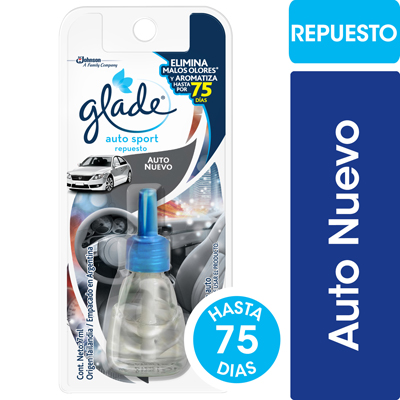 REPUESTO
Auto Nuevo
SC Johnson
A Family Company
ELIMINA
MALOS OLORES*
Y AROMATIZA
HASTA
POR 75
DÍAS
glade
auto sport
repuesto
AUTO
NUEVO
Cont. Neto 7ml
Origen Tailandia / Empacado en Argentina
HASTA
75
DIAS